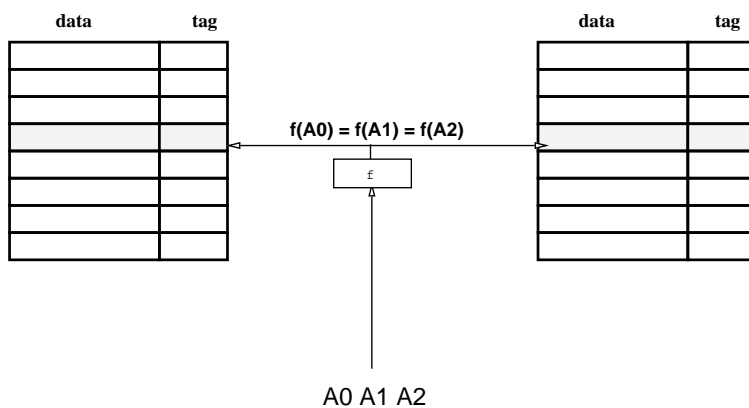 data tag data tag
f(A0) = f(A1) = f(A2)
f
A0 A1 A2